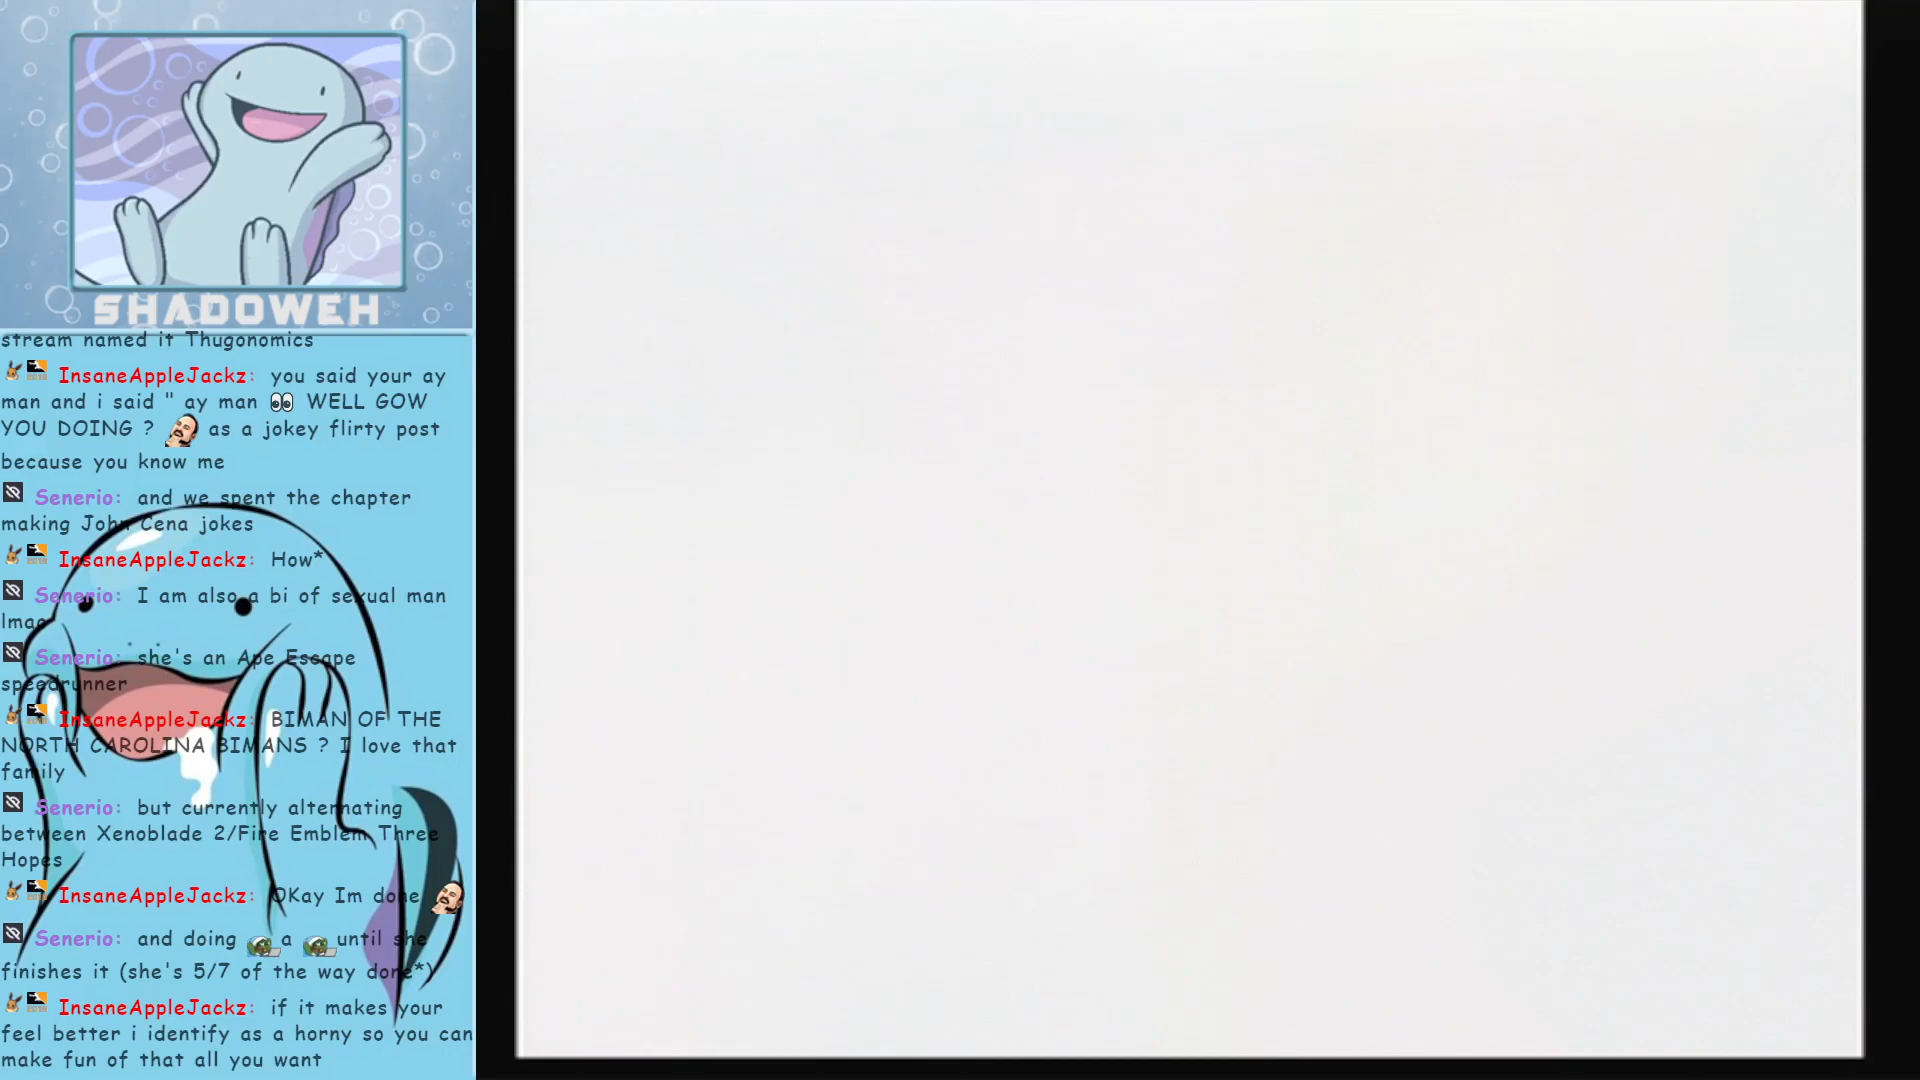 SHADOWEH
stream named it Thugonomics
InsaneAppleJackz: you said your ay
man and i said " ay man 👀 WELL GOW
YOU DOING ? as a jokey flirty post
because you know me
Senerio: and we spent the chapter
making John Cena jokes
InsaneAppleJackz: How*
Senerio: I am also a bi of sexual man
lmao
Senerio: she's an Ape Escape
speedrunner
InsaneAppleJackz: BIMAN OF THE
NORTH CAROLINA BIMANS ? I love that
family
Senerio: but currently alternating
between Xenoblade 2/Fire Emblem Three
Hopes
InsaneAppleJackz: OKay Im done
Senerio: and doing a until she
finishes it (she's 5/7 of the way done*)
InsaneAppleJackz: if it makes your
feel better i identify as a horny so you can
make fun of that all you want